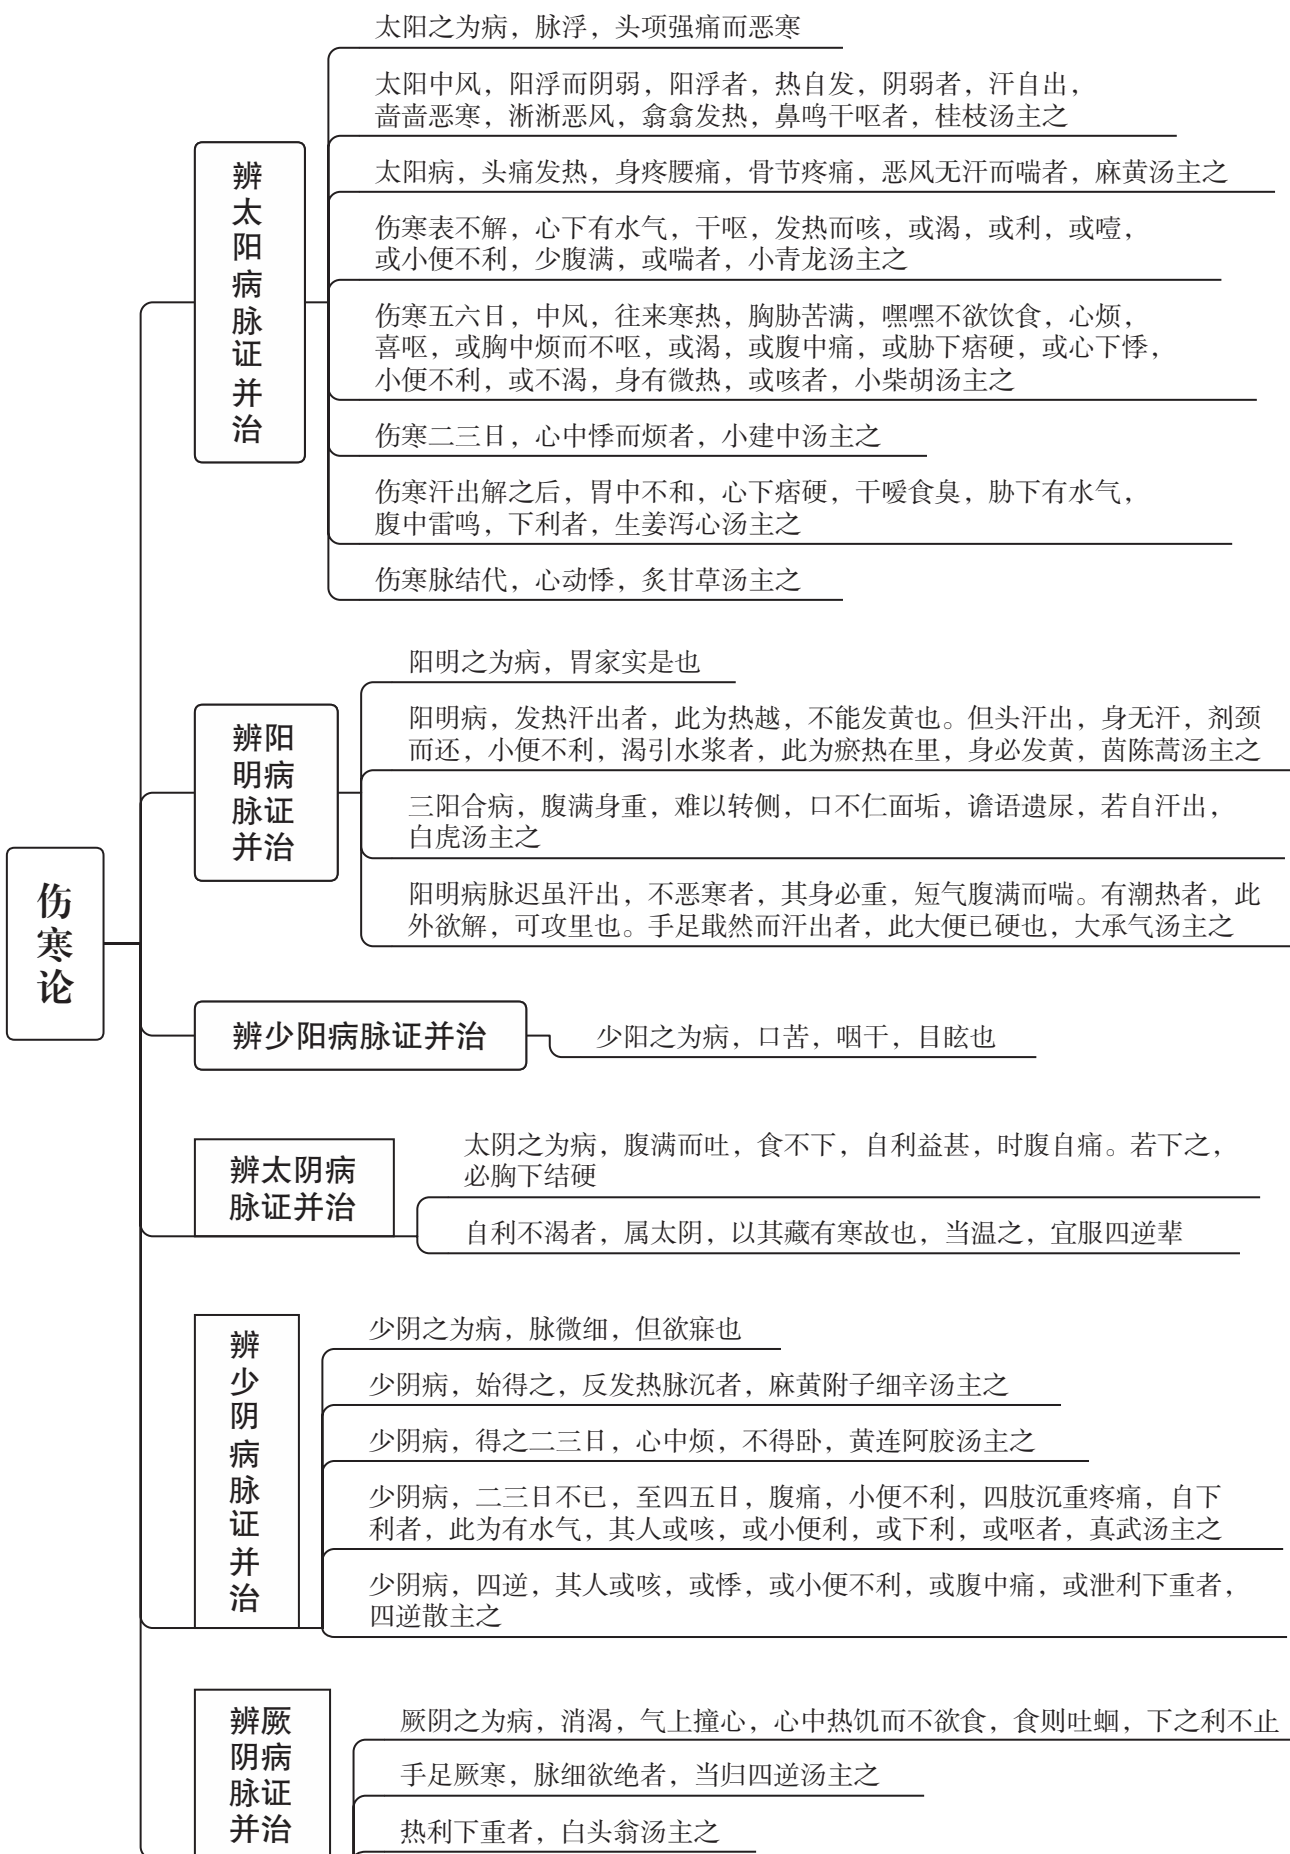 伤寒论
辨太阳病脉证并治
太阳之为病，脉浮，头项强痛而恶寒
太阳中风，阳浮而阴弱，阳浮者，热自发，阴弱者，汗自出，
啬啬恶寒，淅淅恶风，翕翕发热，鼻鸣干呕者，桂枝汤主之
太阳病，头痛发热，身疼腰痛，骨节疼痛，恶风无汗而喘者，麻黄汤主之
伤寒表不解，心下有水气，干呕，发热而咳，或渴，或利，或噎，
或小便不利，少腹满，或喘者，小青龙汤主之
伤寒五六日，中风，往来寒热，胸胁苦满，嘿嘿不欲饮食，心烦，
喜呕，或胸中烦而不呕，或渴，或腹中痛，或胁下痞硬，或心下悸，
小便不利，或不渴，身有微热，或咳者，小柴胡汤主之
伤寒二三日，心中悸而烦者，小建中汤主之
伤寒汗出解之后，胃中不和，心下痞硬，干嗳食臭，胁下有水气，
腹中雷鸣，下利者，生姜泻心汤主之
伤寒脉结代，心动悸，炙甘草汤主之
辨阳
明病
脉证
并治
阳明之为病，胃家实是也
阳明病，发热汗出者，此为热越，不能发黄也。但头汗出，身无汗，剂颈
而还，小便不利，渴引水浆者，此为瘀热在里，身必发黄，茵陈蒿汤主之
三阳合病，腹满身重，难以转侧，口不仁面垢，谵语遗尿，若自汗出，
白虎汤主之
阳明病脉迟虽汗出，不恶寒者，其身必重，短气腹满而喘。有潮热者，此
外欲解，可攻里也。手足戢然而汗出者，此大便已硬也，大承气汤主之
辨少阳病脉证并治
少阳之为病，口苦，咽干，目眩也
辨太阴病
脉证并治
太阴之为病，腹满而吐，食不下，自利益甚，时腹自痛。若下之，
必胸下结硬
自利不渴者，属太阴，以其藏有寒故也，当温之，宜服四逆辈
辨少阴病脉证并治
少阴之为病，脉微细，但欲寐也
少阴病，始得之，反发热脉沉者，麻黄附子细辛汤主之
少阴病，得之二三日，心中烦，不得卧，黄连阿胶汤主之
少阴病，二三日不已，至四五日，腹痛，小便不利，四肢沉重疼痛，自下
利者，此为有水气，其人或咳，或小便利，或下利，或呕者，真武汤主之
少阴病，四逆，其人或咳，或悸，或小便不利，或腹中痛，或泄利下重者，
四逆散主之
辨厥
阴病
脉证
并治
厥阴之为病，消渴，气上撞心，心中热饥而不欲食，食则吐蛔，下之利不止
手足厥寒，脉细欲绝者，当归四逆汤主之
热利下重者，白头翁汤主之